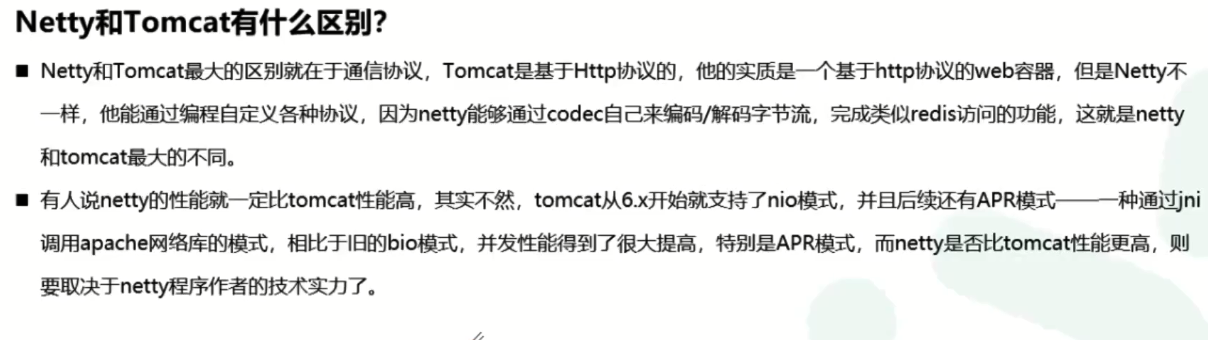 Netty和Tomcat有什么区别?
■ Netty和Tomcat最大的区别就在于通信协议，Tomcat是基于Http协议的，他的实质是一个基于http协议的web容器，但是Netty不
一样，他能通过编程自定义各种协议，因为netty能够通过codec自己来编码/解码字节流，完成类似redis访问的功能，这就是netty
和tomcat最大的不同。
■ 有人说netty的性能就一定比tomcat性能高，其实不然，tomcat从6.x开始就支持了nio模式，并且后续还有APR模式——一种通过jni
调用apache网络库的模式，相比于旧的bio模式，并发性能得到了很大提高，特别是APR模式，而netty是否比tomcat性能更高，则
要取决于netty程序作者的技术实力了。